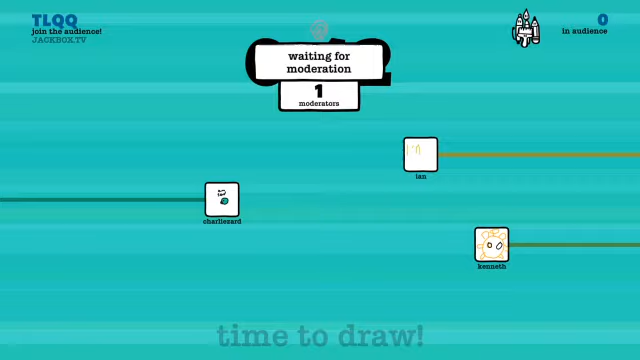 TLQQ
join the audience!
JACKBOX.TV
0
in audience
waiting for
moderation
1
moderators
ian
charliezard
kenneth
time to draw!